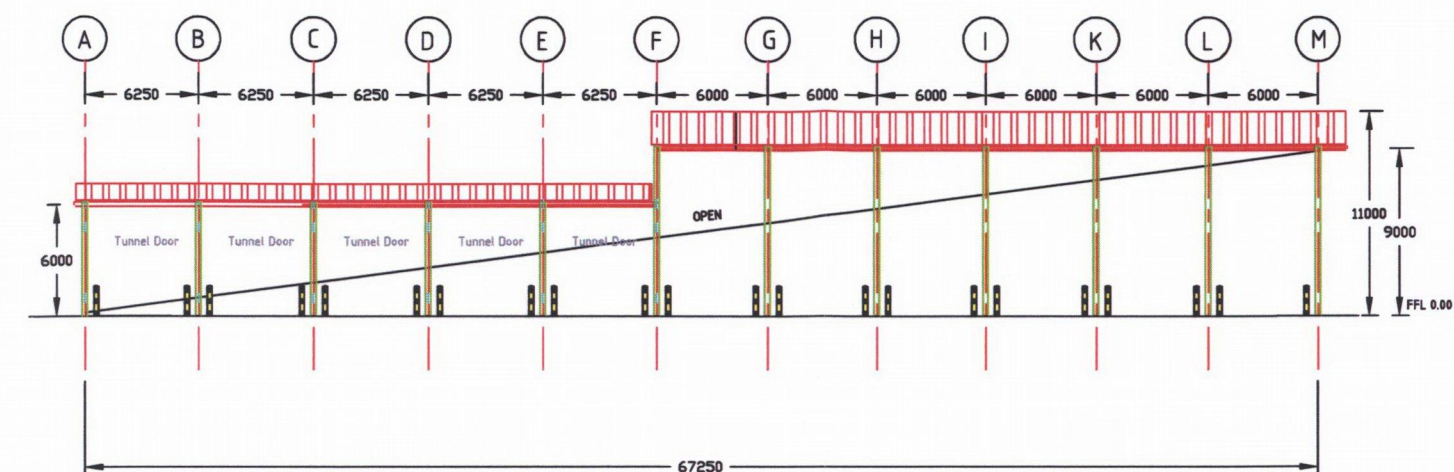 A B C D E F G H I K L M
6250 6250 6250 6250 6250 6000 6000 6000 6000 6000 6000
OPEN
11000
9000
Tunnel Door Tunnel Door Tunnel Door Tunnel Door Tunnel Door
6000
FFL 0.00
67250